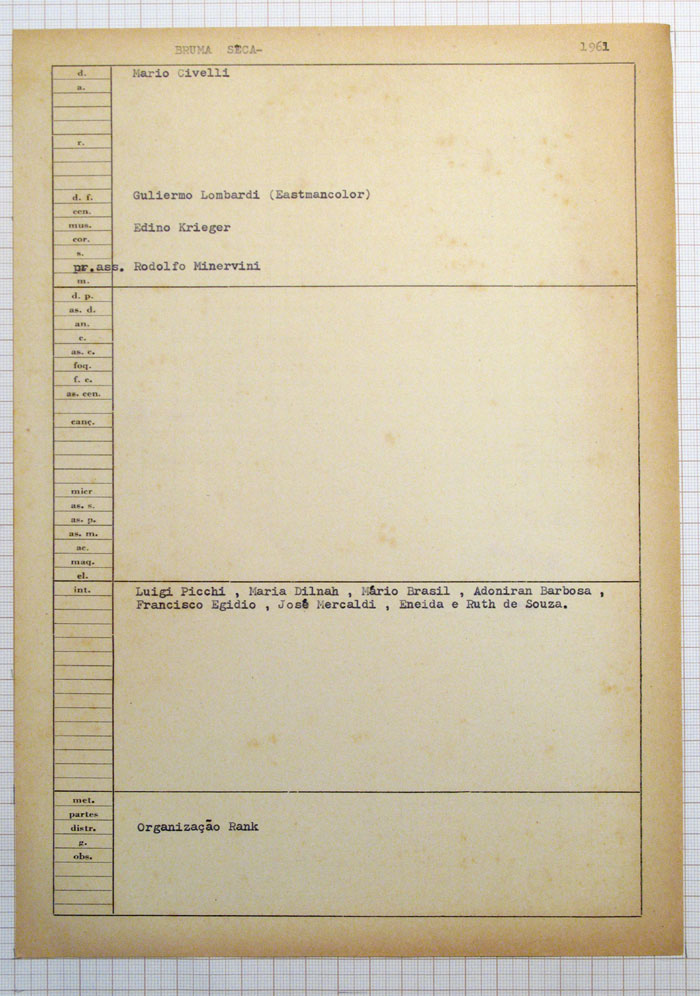 BRUMA SÊCA- 1961
d. Mario Civelli
a.
r.
d. f. Guliermo Lombardi (Eastmancolor)
cen.
mus. Edino Krieger
cor.
s.
pr.ass. Rodolfo Minervini
m.
d. p.
as. d.
an.
c.
as. c.
foq.
f. c.
as. cen.
canç.
micr
as. s.
as. p.
as. m.
ac.
maq.
el.
int. Luigi Picchi , Maria Dilnah , Mário Brasil , Adoniran Barbosa ,
Francisco Egidio , José Mercaldi , Eneida e Ruth de Souza.
met.
partes
distr. Organização Rank
g.
obs.